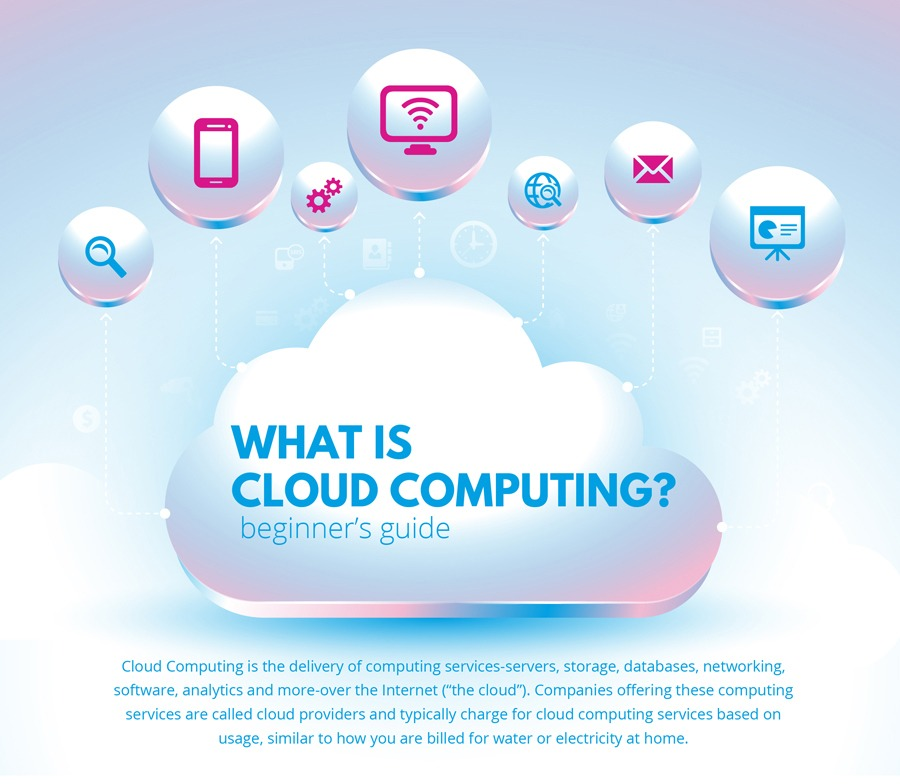 WHAT IS
CLOUD COMPUTING?
beginner’s guide
Cloud Computing is the delivery of computing services-servers, storage, databases, networking,
software, analytics and more-over the Internet (“the cloud”). Companies offering these computing
services are called cloud providers and typically charge for cloud computing services based on
usage, similar to how you are billed for water or electricity at home.